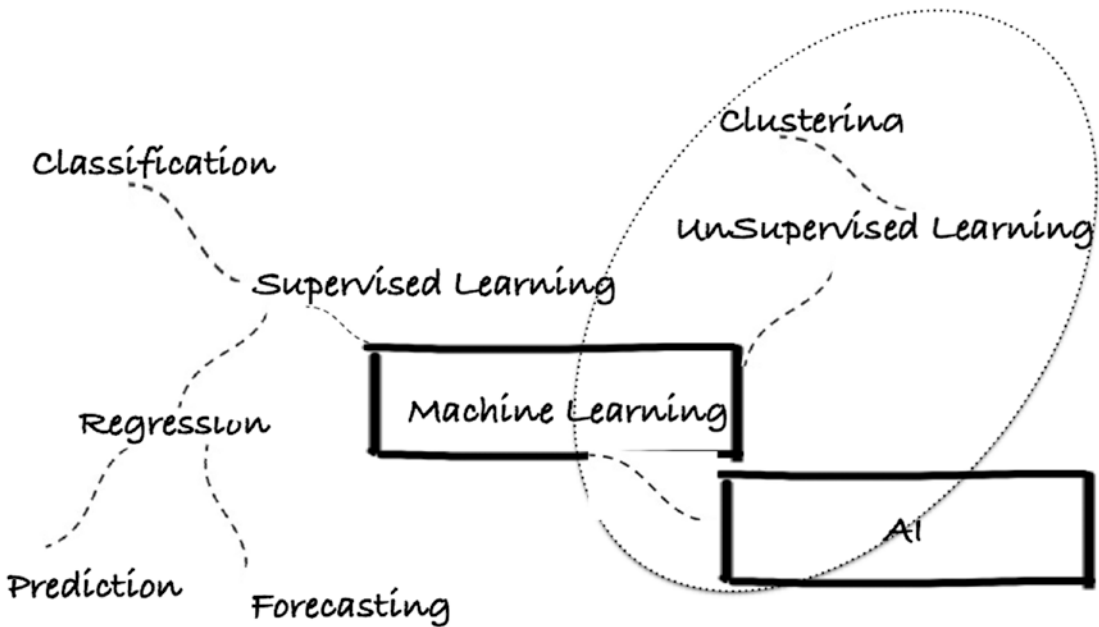 Clustering
Classification
UnSupervised Learning
Supervised Learning
Machine Learning
Regression
AI
Prediction
Forecasting